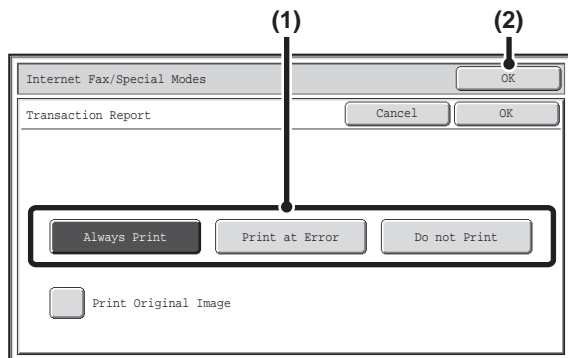 (1) (2)
Internet Fax/Special Modes OK
Transaction Report Cancel OK
Always Print Print at Error Do not Print
Print Original Image